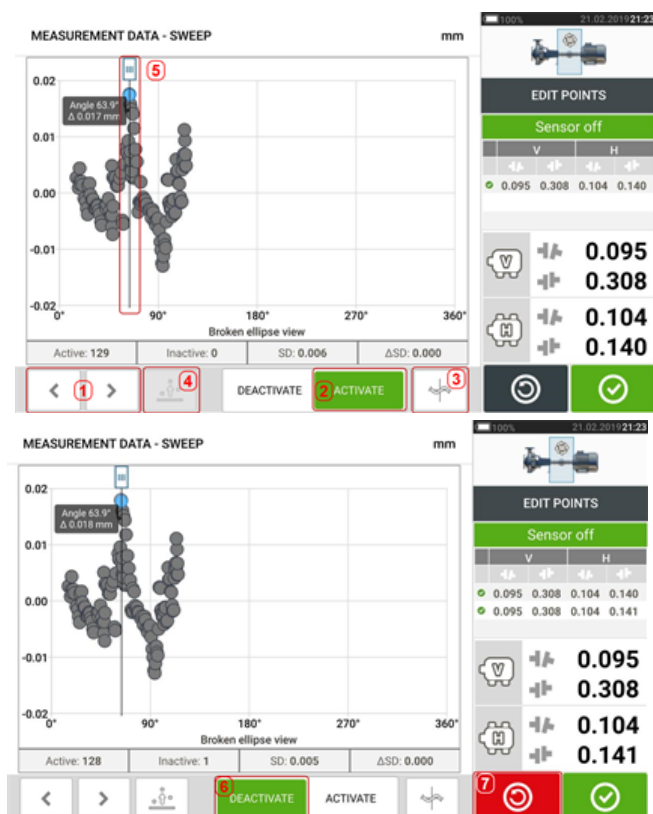 100% 21.02.2019 21:23
MEASUREMENT DATA - SWEEP mm
5
0.02
Angle 63.9°
Δ 0.017 mm
0.01
0.00
-0.01
-0.02
0° 90° 180° 270° 360°
Broken ellipse view
Active: 129 Inactive: 0 SD: 0.006 ΔSD: 0.000
1 4 DEACTIVATE 2 ACTIVATE 3
EDIT POINTS
Sensor off
V H
0.095 0.308 0.104 0.140
V 0.095
0.308
H 0.104
0.140
100% 21.02.2019 21:23
MEASUREMENT DATA - SWEEP mm
0.02
Angle 63.9°
Δ 0.018 mm
0.01
0.00
-0.01
-0.02
0° 90° 180° 270° 360°
Broken ellipse view
Active: 128 Inactive: 1 SD: 0.005 ΔSD: 0.000
6 DEACTIVATE ACTIVATE
EDIT POINTS
Sensor off
V H
0.095 0.308 0.104 0.140
0.095 0.308 0.104 0.141
V 0.095
0.308
H 0.104
0.141
7